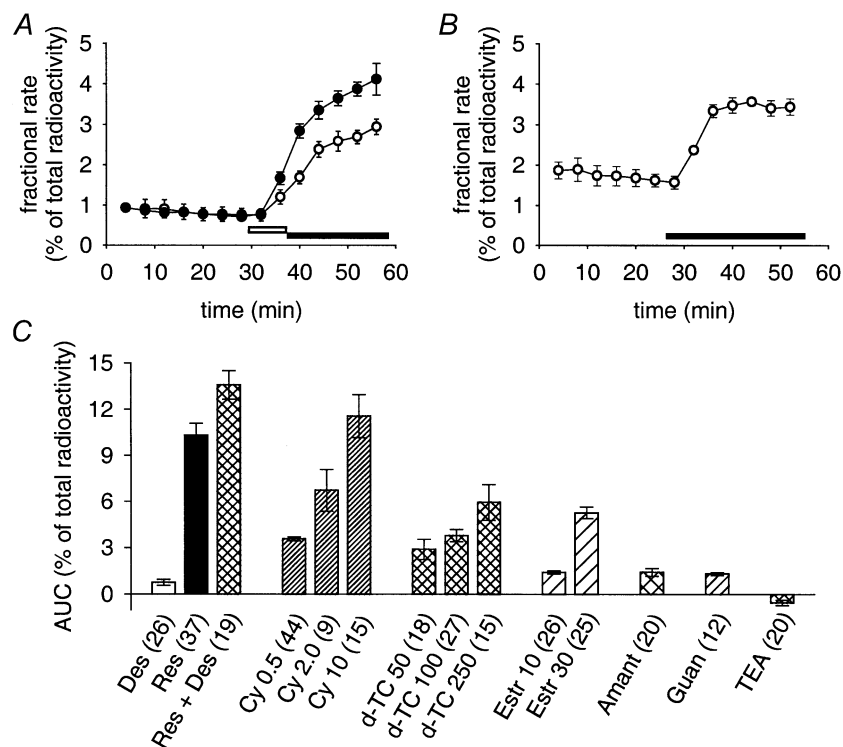 A
B
fractional rate
(% of total radioactivity)
5
4
3
2
1
0
0 10 20 30 40 50 60
time (min)
fractional rate
(% of total radioactivity)
5
4
3
2
1
0
0 10 20 30 40 50 60
time (min)
C
AUC (% of total radioactivity)
15
12
9
6
3
0
Des (26)
Res (37)
Res + Des (19)
Cy 0.5 (44)
Cy 2.0 (9)
Cy 10 (15)
d-TC 50 (18)
d-TC 100 (27)
d-TC 250 (15)
Estr 10 (26)
Estr 30 (25)
Amant (20)
Guan (12)
TEA (20)